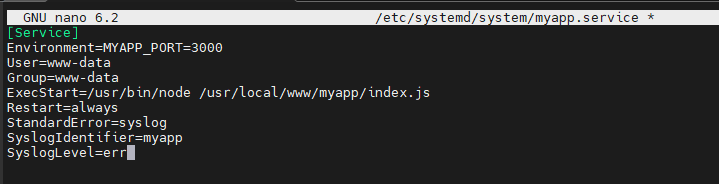 GNU nano 6.2 /etc/systemd/system/myapp.service *
[Service]
Environment=MYAPP_PORT=3000
User=www-data
Group=www-data
ExecStart=/usr/bin/node /usr/local/www/myapp/index.js
Restart=always
StandardError=syslog
SyslogIdentifier=myapp
SyslogLevel=err